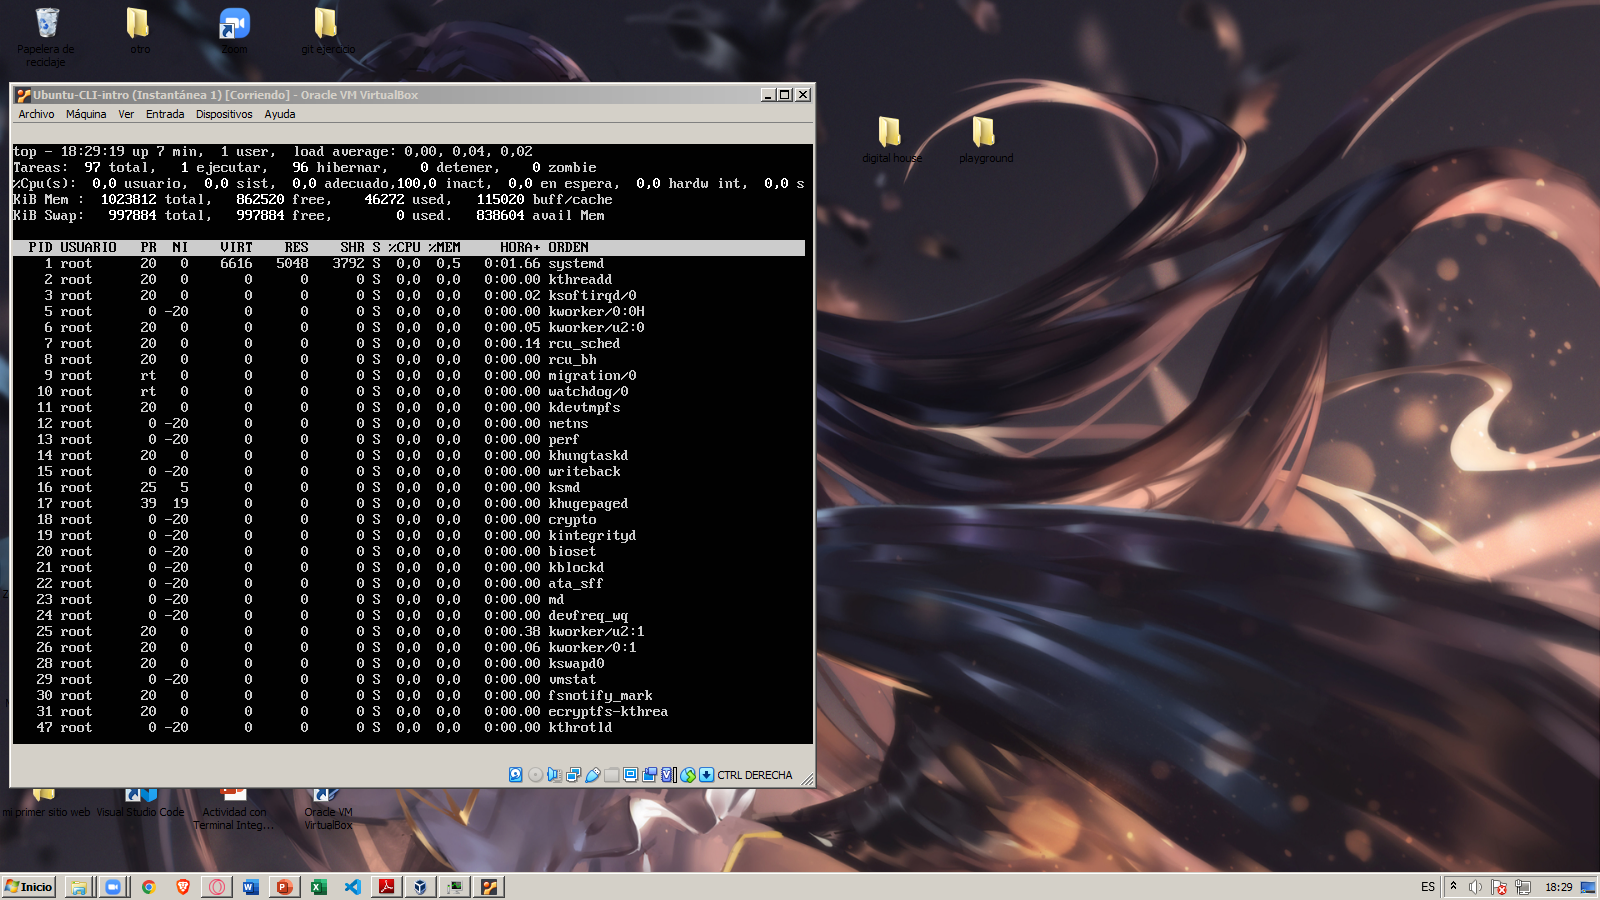 Papelera de
reciclaje
otro
Zoom
git ejercicio
Ubuntu-CLI-intro (Instantánea 1) [Corriendo] - Oracle VM VirtualBox
Archivo Máquina Ver Entrada Dispositivos Ayuda
digital house
playground
top - 18:29:19 up 7 min,  1 user,  load average: 0,00, 0,04, 0,02
Tareas:  97 total,   1 ejecutar,   96 hibernar,    0 detener,    0 zombie
%Cpu(s):  0,0 usuario,  0,0 sist,  0,0 adecuado,100,0 inact,  0,0 en espera,  0,0 hardw int,  0,0 s
KiB Mem :  1023812 total,   862520 free,    46272 used,   115020 buff/cache
KiB Swap:   997884 total,   997884 free,        0 used.   838604 avail Mem
PID USUARIO   PR  NI    VIRT    RES    SHR S %CPU %MEM     HORA+ ORDEN
1 root      20   0    6616   5048   3792 S  0,0  0,5   0:01.66 systemd
2 root      20   0       0      0      0 S  0,0  0,0   0:00.00 kthreadd
3 root      20   0       0      0      0 S  0,0  0,0   0:00.02 ksoftirqd/0
5 root       0 -20       0      0      0 S  0,0  0,0   0:00.00 kworker/0:0H
6 root      20   0       0      0      0 S  0,0  0,0   0:00.05 kworker/u2:0
7 root      20   0       0      0      0 S  0,0  0,0   0:00.14 rcu_sched
8 root      20   0       0      0      0 S  0,0  0,0   0:00.00 rcu_bh
9 root      rt   0       0      0      0 S  0,0  0,0   0:00.00 migration/0
10 root      rt   0       0      0      0 S  0,0  0,0   0:00.00 watchdog/0
11 root      20   0       0      0      0 S  0,0  0,0   0:00.00 kdevtmpfs
12 root       0 -20       0      0      0 S  0,0  0,0   0:00.00 netns
13 root       0 -20       0      0      0 S  0,0  0,0   0:00.00 perf
14 root      20   0       0      0      0 S  0,0  0,0   0:00.00 khungtaskd
15 root       0 -20       0      0      0 S  0,0  0,0   0:00.00 writeback
16 root      25   5       0      0      0 S  0,0  0,0   0:00.00 ksmd
17 root      39  19       0      0      0 S  0,0  0,0   0:00.00 khugepaged
18 root       0 -20       0      0      0 S  0,0  0,0   0:00.00 crypto
19 root       0 -20       0      0      0 S  0,0  0,0   0:00.00 kintegrityd
20 root       0 -20       0      0      0 S  0,0  0,0   0:00.00 bioset
21 root       0 -20       0      0      0 S  0,0  0,0   0:00.00 kblockd
22 root       0 -20       0      0      0 S  0,0  0,0   0:00.00 ata_sff
23 root       0 -20       0      0      0 S  0,0  0,0   0:00.00 md
24 root       0 -20       0      0      0 S  0,0  0,0   0:00.00 devfreq_wq
25 root      20   0       0      0      0 S  0,0  0,0   0:00.38 kworker/u2:1
26 root      20   0       0      0      0 S  0,0  0,0   0:00.06 kworker/0:1
28 root      20   0       0      0      0 S  0,0  0,0   0:00.00 kswapd0
29 root       0 -20       0      0      0 S  0,0  0,0   0:00.00 vmstat
30 root      20   0       0      0      0 S  0,0  0,0   0:00.00 fsnotify_mark
31 root      20   0       0      0      0 S  0,0  0,0   0:00.00 ecryptfs-kthrea
47 root       0 -20       0      0      0 S  0,0  0,0   0:00.00 kthrotld
CTRL DERECHA
mi primer sitio web
Visual Studio Code
Actividad con
Terminal Integ...
Oracle VM
VirtualBox
Inicio
ES
18:29